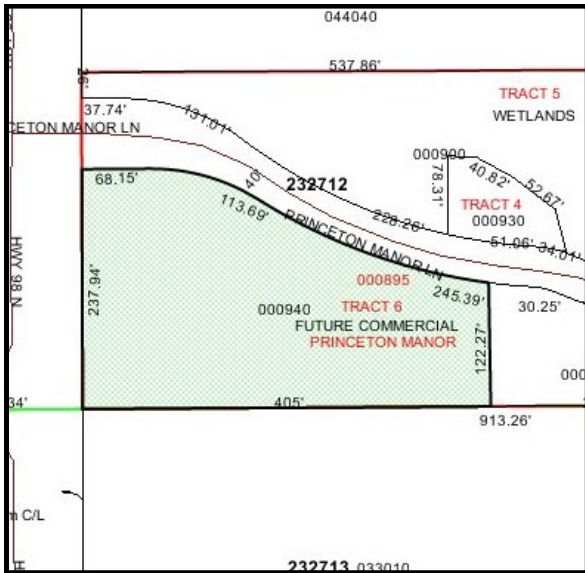 044040
537.86'
26'
TRACT 5
WETLANDS
37.74'
131.01'
CETON MANOR LN
000900
40.82'
78.31'
52.67'
68.15'
40'
232712
TRACT 4
113.69'
228.26'
000930
PRINCETON MANOR LN
51.06'
34.01'
HWY 98 N
237.94'
000895
245.39'
000940
TRACT 6
30.25'
FUTURE COMMERCIAL
PRINCETON MANOR
122.27'
000
34'
405'
913.26'
C/L
232713
033010